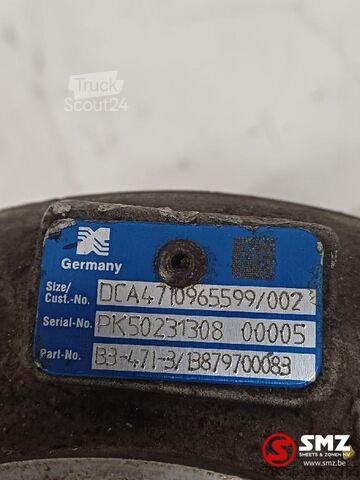 Truck
Scout24
Germany
Size/
Cust.-No. DCA4710965599/002
Serial-No. PK50231308 00005
Part-No. B3-471-3/13879700083
SMZ
SMEETS & ZONEN NV
www.smz.be